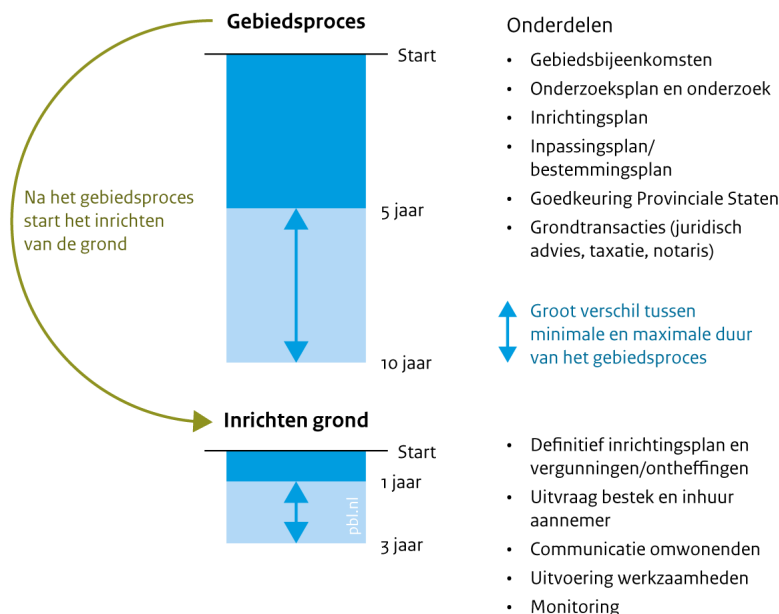 Gebiedsproces
Start
5 jaar
10 jaar
Na het gebiedsproces
start het inrichten
van de grond
Onderdelen
• Gebiedsbijeenkomsten
• Onderzoeksplan en onderzoek
• Inrichtingsplan
• Inpassingsplan/
bestemmingsplan
• Goedkeuring Provinciale Staten
• Grondtransacties (juridisch
advies, taxatie, notaris)
Groot verschil tussen
minimale en maximale duur
van het gebiedsproces
Inrichten grond
Start
1 jaar
3 jaar
pbl.nl
• Definitief inrichtingsplan en
vergunningen/ontheffingen
• Uitvraag bestek en inhuur
aannemer
• Communicatie omwonenden
• Uitvoering werkzaamheden
• Monitoring